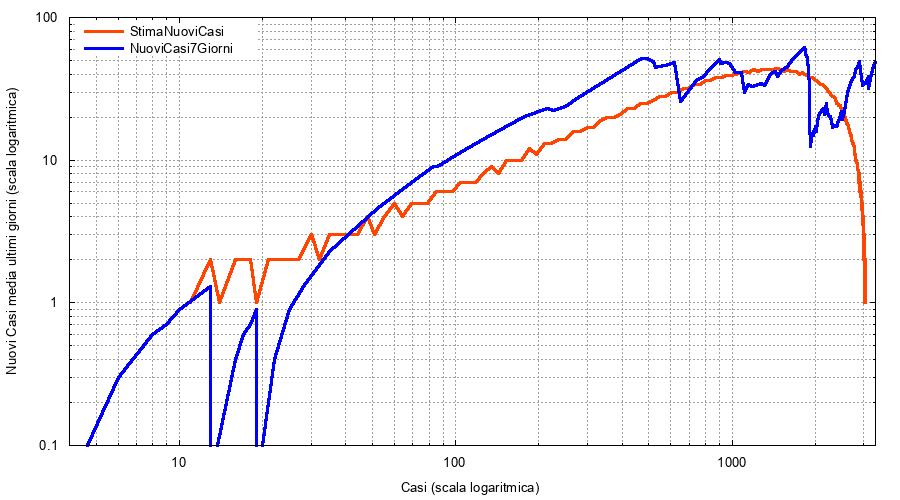 100
StimaNuoviCasi
NuoviCasi7Giorni
Nuovi Casi media ultimi giorni (scala logaritmica)
10
1
0.1
10
100
1000
Casi (scala logaritmica)